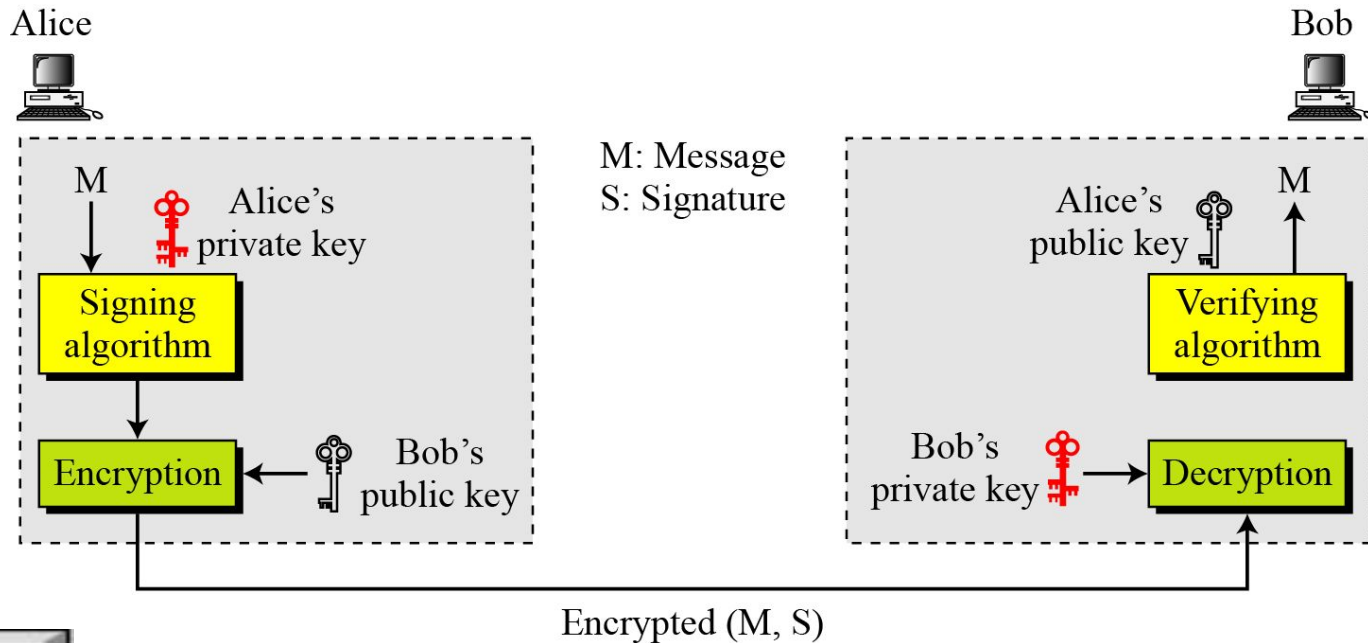 Alice
Bob
M: Message
S: Signature
M
Alice’s
private key
Signing
algorithm
Encryption
Bob’s
public key
Alice’s
public key
M
Verifying
algorithm
Bob’s
private key
Decryption
Encrypted (M, S)